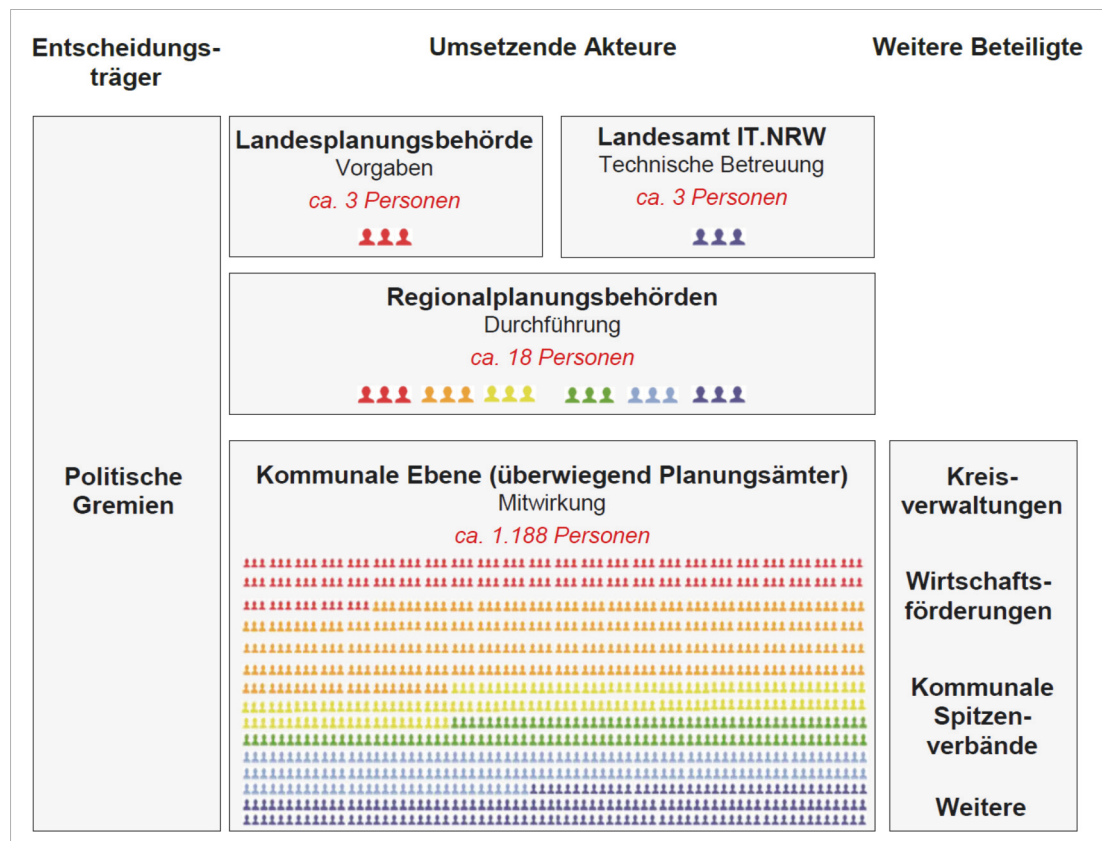 Entscheidungs-
träger
Umsetzende Akteure
Weitere Beteiligte
Landesplanungsbehörde
Vorgaben
ca. 3 Personen
Landesamt IT.NRW
Technische Betreuung
ca. 3 Personen
Regionalplanungsbehörden
Durchführung
ca. 18 Personen
Politische
Gremien
Kommunale Ebene (überwiegend Planungsämter)
Mitwirkung
ca. 1.188 Personen
Kreis-
verwaltungen
Wirtschafts-
förderungen
Kommunale
Spitzen-
verbände
Weitere